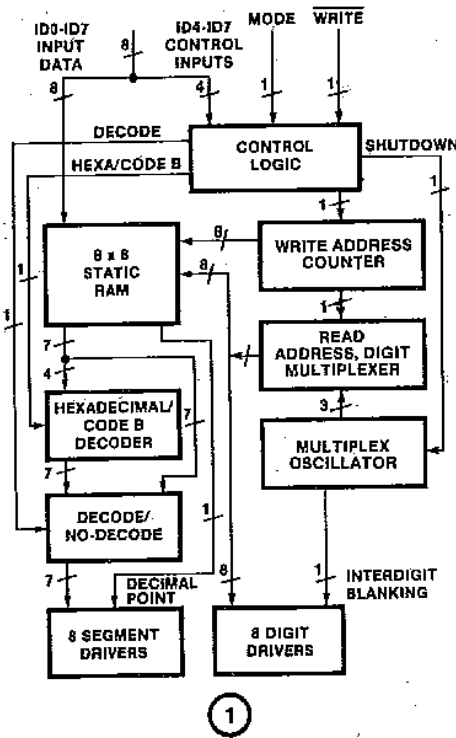 ID0-ID7
INPUT
DATA
8
ID4-ID7
CONTROL
INPUTS
MODE
WRITE
8
4
1
1
DECODE
HEXA/CODE B
CONTROL
LOGIC
SHUTDOWN
1
1
8 x 8
STATIC
RAM
8
8
WRITE ADDRESS
COUNTER
1
1
1
READ
ADDRESS, DIGIT
MULTIPLEXER
7
4
3
HEXADECIMAL/
CODE B
DECODER
7
MULTIPLEX
OSCILLATOR
7
DECODE/
NO-DECODE
1
7
DECIMAL
POINT
8
1
INTERDIGIT
BLANKING
8 SEGMENT
DRIVERS
8 DIGIT
DRIVERS
1